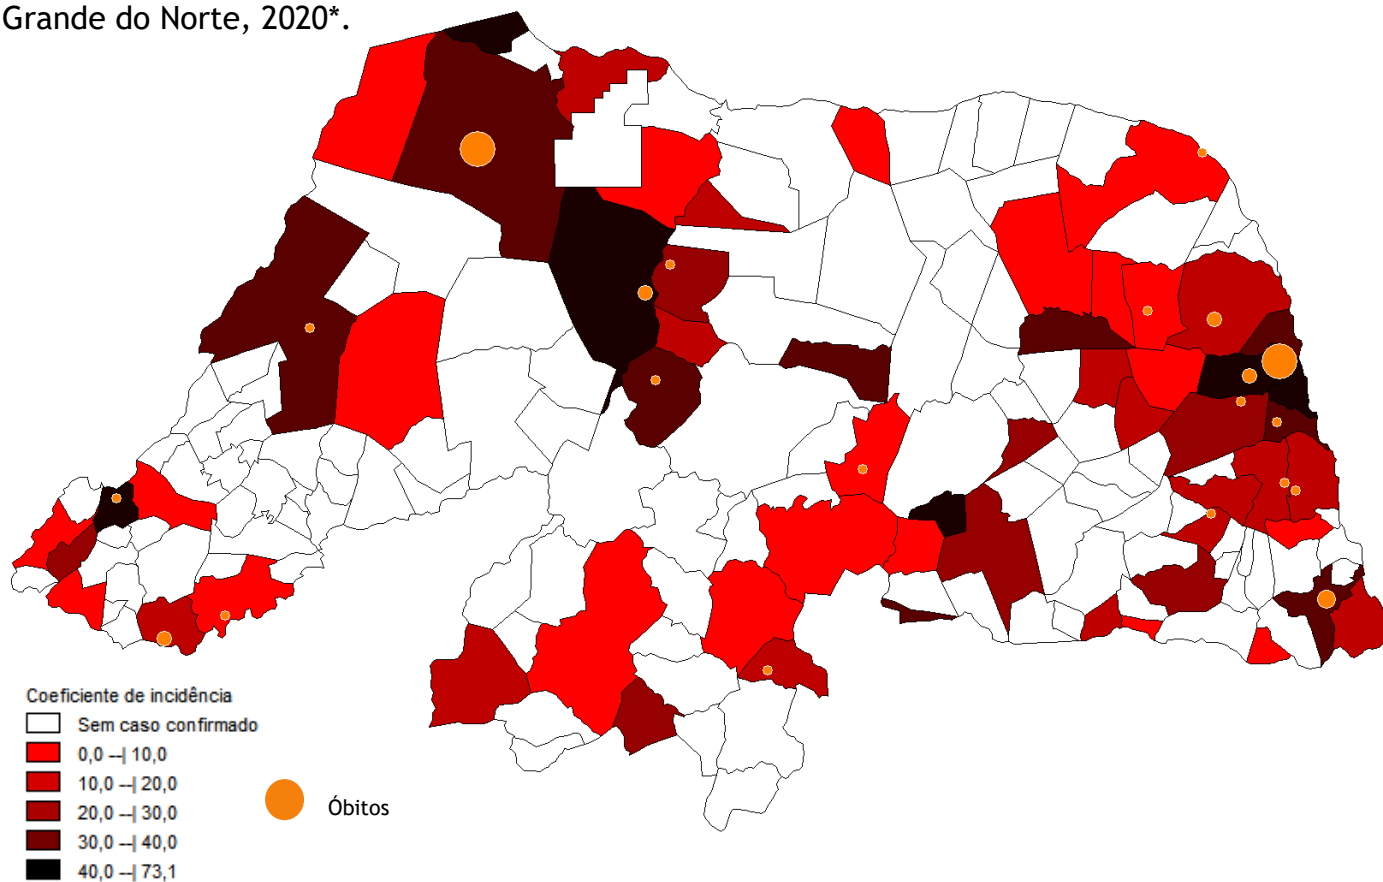 Grande do Norte, 2020*.
Coeficiente de incidência
Sem caso confirmado
0,0 --| 10,0
10,0 --| 20,0
20,0 --| 30,0
30,0 --| 40,0
40,0 --| 73,1
Óbitos